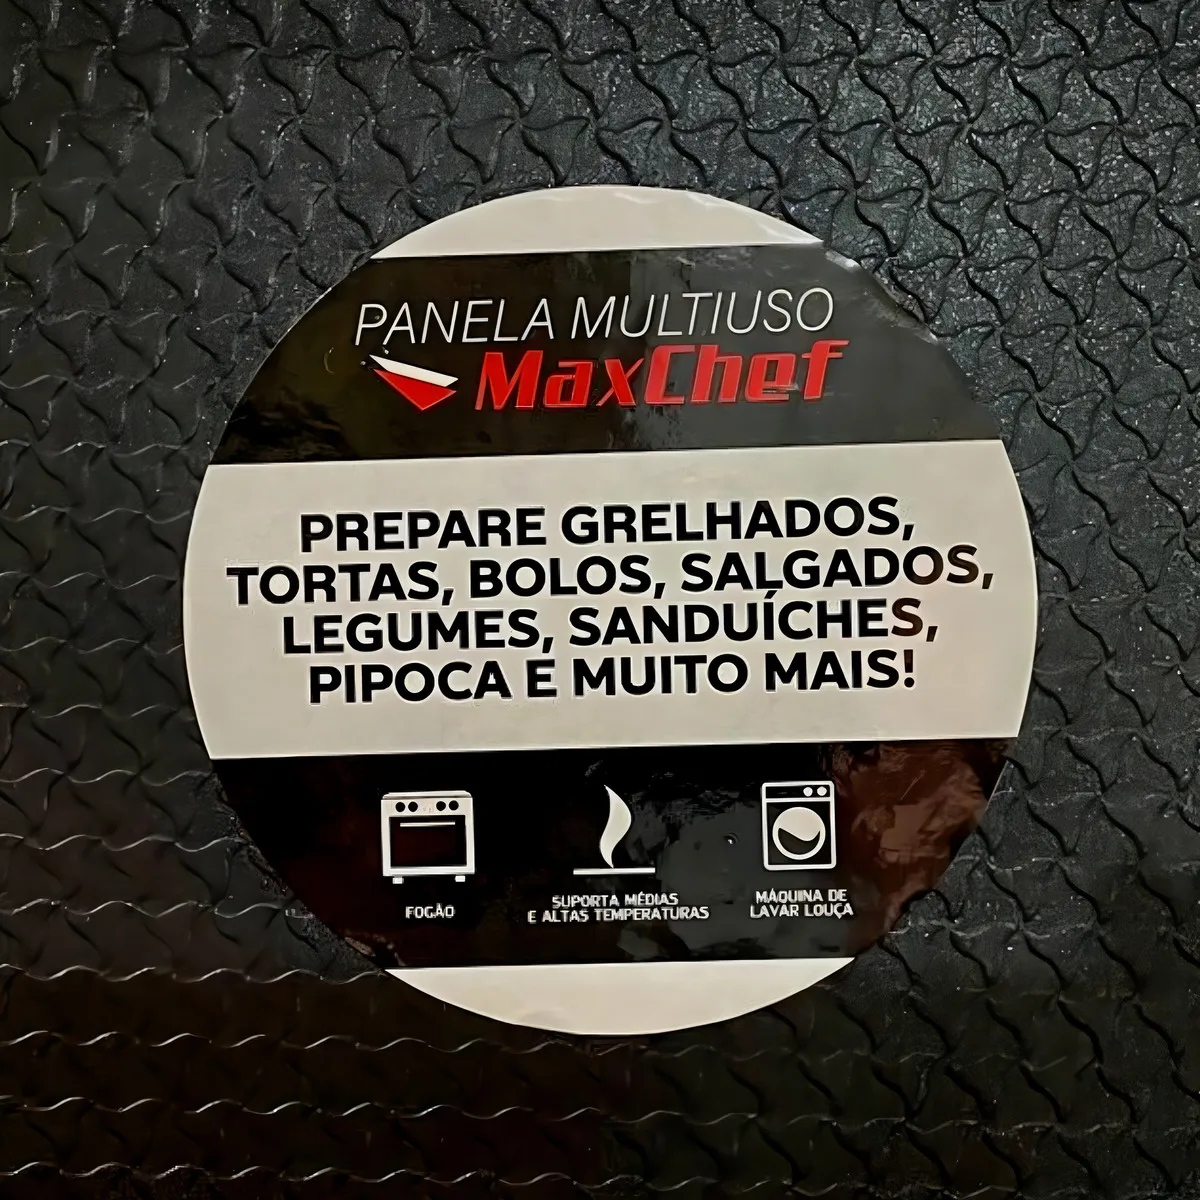 PANELA MULTIUSO
MaxChef
PREPARE GRELHADOS,
TORTAS, BOLOS, SALGADOS,
LEGUMES, SANDUÍCHES,
PIPOCA E MUITO MAIS!
FOGÃO
SUPORTA MÉDIAS
E ALTAS TEMPERATURAS
MÁQUINA DE
LAVAR LOUÇA